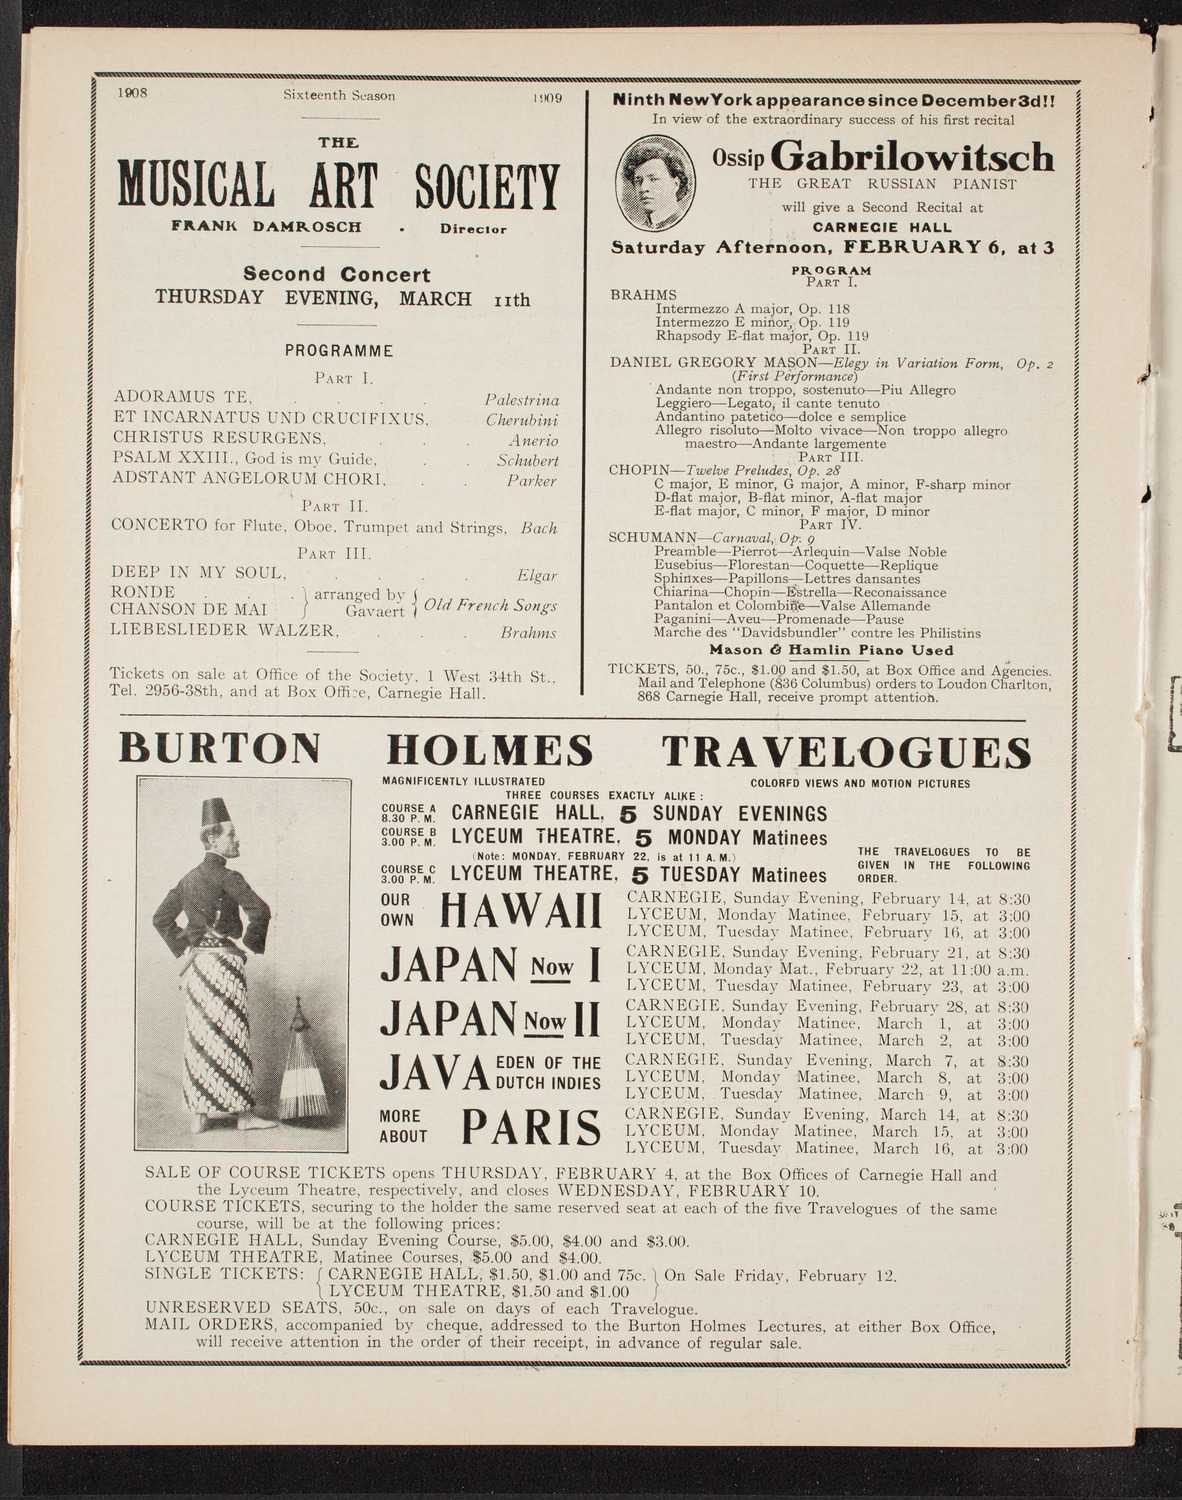 1908 Sixteenth Season 1909
THE
MUSICAL ART SOCIETY
FRANK DAMROSCH . Director
Second Concert
THURSDAY EVENING, MARCH 11th
PROGRAMME
PART I.
ADORAMUS TE, . . . . Palestrina
ET INCARNATUS UND CRUCIFIXUS, Cherubini
CHRISTUS RESURGENS, . . . Anerio
PSALM XXIII., God is my Guide, . . Schubert
ADSTANT ANGELORUM CHORI, . . Parker
PART II.
CONCERTO for Flute, Oboe, Trumpet and Strings, Bach
PART III.
DEEP IN MY SOUL, . . . . Elgar
RONDE . . . } arranged by {
CHANSON DE MAI } Gavaert { Old French Songs
LIEBESLIEDER WALZER, . . . Brahms
Tickets on sale at Office of the Society, 1 West 34th St.,
Tel. 2956-38th, and at Box Office, Carnegie Hall.
Ninth New York appearance since December 3d!!
In view of the extraordinary success of his first recital
Ossip Gabrilowitsch
THE GREAT RUSSIAN PIANIST
will give a Second Recital at
CARNEGIE HALL
Saturday Afternoon, FEBRUARY 6, at 3
PROGRAM
PART I.
BRAHMS
Intermezzo A major, Op. 118
Intermezzo E minor, Op. 119
Rhapsody E-flat major, Op. 119
PART II.
DANIEL GREGORY MASON—Elegy in Variation Form, Op. 2
(First Performance)
Andante non troppo, sostenuto—Piu Allegro
Leggiero—Legato, il cante tenuto
Andantino patetico—dolce e semplice
Allegro risoluto—Molto vivace—Non troppo allegro
maestro—Andante largemente
PART III.
CHOPIN—Twelve Preludes, Op. 28
C major, E minor, G major, A minor, F-sharp minor
D-flat major, B-flat minor, A-flat major
E-flat major, C minor, F major, D minor
PART IV.
SCHUMANN—Carnaval, Op. 9
Preamble—Pierrot—Arlequin—Valse Noble
Eusebius—Florestan—Coquette—Replique
Sphinxes—Papillons—Lettres dansantes
Chiarina—Chopin—Estrella—Reconaissance
Pantalon et Colombine—Valse Allemande
Paganini—Aveu—Promenade—Pause
Marche des "Davidsbundler" contre les Philistins
Mason & Hamlin Piano Used
TICKETS, 50., 75c., $1.00 and $1.50, at Box Office and Agencies.
Mail and Telephone (836 Columbus) orders to Loudon Charlton,
868 Carnegie Hall, receive prompt attention.
BURTON HOLMES TRAVELOGUES
MAGNIFICENTLY ILLUSTRATED COLORED VIEWS AND MOTION PICTURES
THREE COURSES EXACTLY ALIKE:
COURSE A 8.30 P. M. CARNEGIE HALL, 5 SUNDAY EVENINGS
COURSE B 3.00 P. M. LYCEUM THEATRE, 5 MONDAY Matinees
(Note: MONDAY, FEBRUARY 22, is at 11 A. M.)
COURSE C 3.00 P. M. LYCEUM THEATRE, 5 TUESDAY Matinees
THE TRAVELOGUES TO BE
GIVEN IN THE FOLLOWING
ORDER.
OUR OWN HAWAII
CARNEGIE, Sunday Evening, February 14, at 8:30
LYCEUM, Monday Matinee, February 15, at 3:00
LYCEUM, Tuesday Matinee, February 16, at 3:00
JAPAN Now I
CARNEGIE, Sunday Evening, February 21, at 8:30
LYCEUM, Monday Mat., February 22, at 11:00 a.m.
LYCEUM, Tuesday Matinee, February 23, at 3:00
JAPAN Now II
CARNEGIE, Sunday Evening, February 28, at 8:30
LYCEUM, Monday Matinee, March 1, at 3:00
LYCEUM, Tuesday Matinee, March 2, at 3:00
JAVA EDEN OF THE DUTCH INDIES
CARNEGIE, Sunday Evening, March 7, at 8:30
LYCEUM, Monday Matinee, March 8, at 3:00
LYCEUM, Tuesday Matinee, March 9, at 3:00
MORE ABOUT PARIS
CARNEGIE, Sunday Evening, March 14, at 8:30
LYCEUM, Monday Matinee, March 15, at 3:00
LYCEUM, Tuesday Matinee, March 16, at 3:00
SALE OF COURSE TICKETS opens THURSDAY, FEBRUARY 4, at the Box Offices of Carnegie Hall and
the Lyceum Theatre, respectively, and closes WEDNESDAY, FEBRUARY 10.
COURSE TICKETS, securing to the holder the same reserved seat at each of the five Travelogues of the same
course, will be at the following prices:
CARNEGIE HALL, Sunday Evening Course, $5.00, $4.00 and $3.00.
LYCEUM THEATRE, Matinee Courses, $5.00 and $4.00.
SINGLE TICKETS: { CARNEGIE HALL, $1.50, $1.00 and 75c. } On Sale Friday, February 12.
{ LYCEUM THEATRE, $1.50 and $1.00 }
UNRESERVED SEATS, 50c., on sale on days of each Travelogue.
MAIL ORDERS, accompanied by cheque, addressed to the Burton Holmes Lectures, at either Box Office,
will receive attention in the order of their receipt, in advance of regular sale.